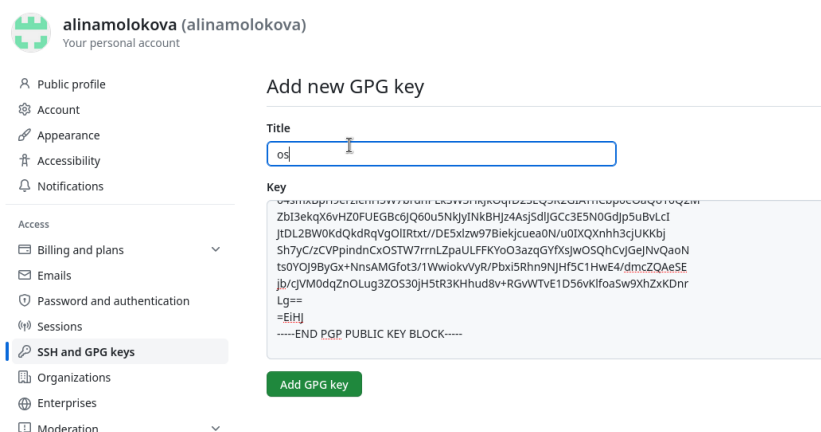 alinamolokova (alinamolokova)
Your personal account
Public profile
Account
Appearance
Accessibility
Notifications
Access
Billing and plans
Emails
Password and authentication
Sessions
SSH and GPG keys
Organizations
Enterprises
Moderation
Add new GPG key
Title
os
Key
ZbI3ekqX6vHZ0FUEGBc6JQ60u5NkJyINkBHJz4AsjSdlJGCc3E5N0GdJp5uBvLcI
JtDL2BW0KdQkdRqVgOlIRtxt//DE5xlzw97Biekjcuea0N/u0IXQXnhh3cjUKKbj
Sh7yC/zCVPpindnCxOSTW7rrnLZpaULFFKYoO3azqGYfXsJwOSQhCvJGeJNvQaoN
ts0YOJ9ByGx+NnsAMGfot3/1WwiokvVyR/Pbxi5Rhn9NJHf5C1HwE4/dmcZQAeSE
jb/cJVM0dqZnOLug3ZOS30jH5tR3KHhud8v+RGvWTvE1D56vKlfoaSw9XhZxKDnr
Lg==
=EiHJ
-----END PGP PUBLIC KEY BLOCK-----
Add GPG key